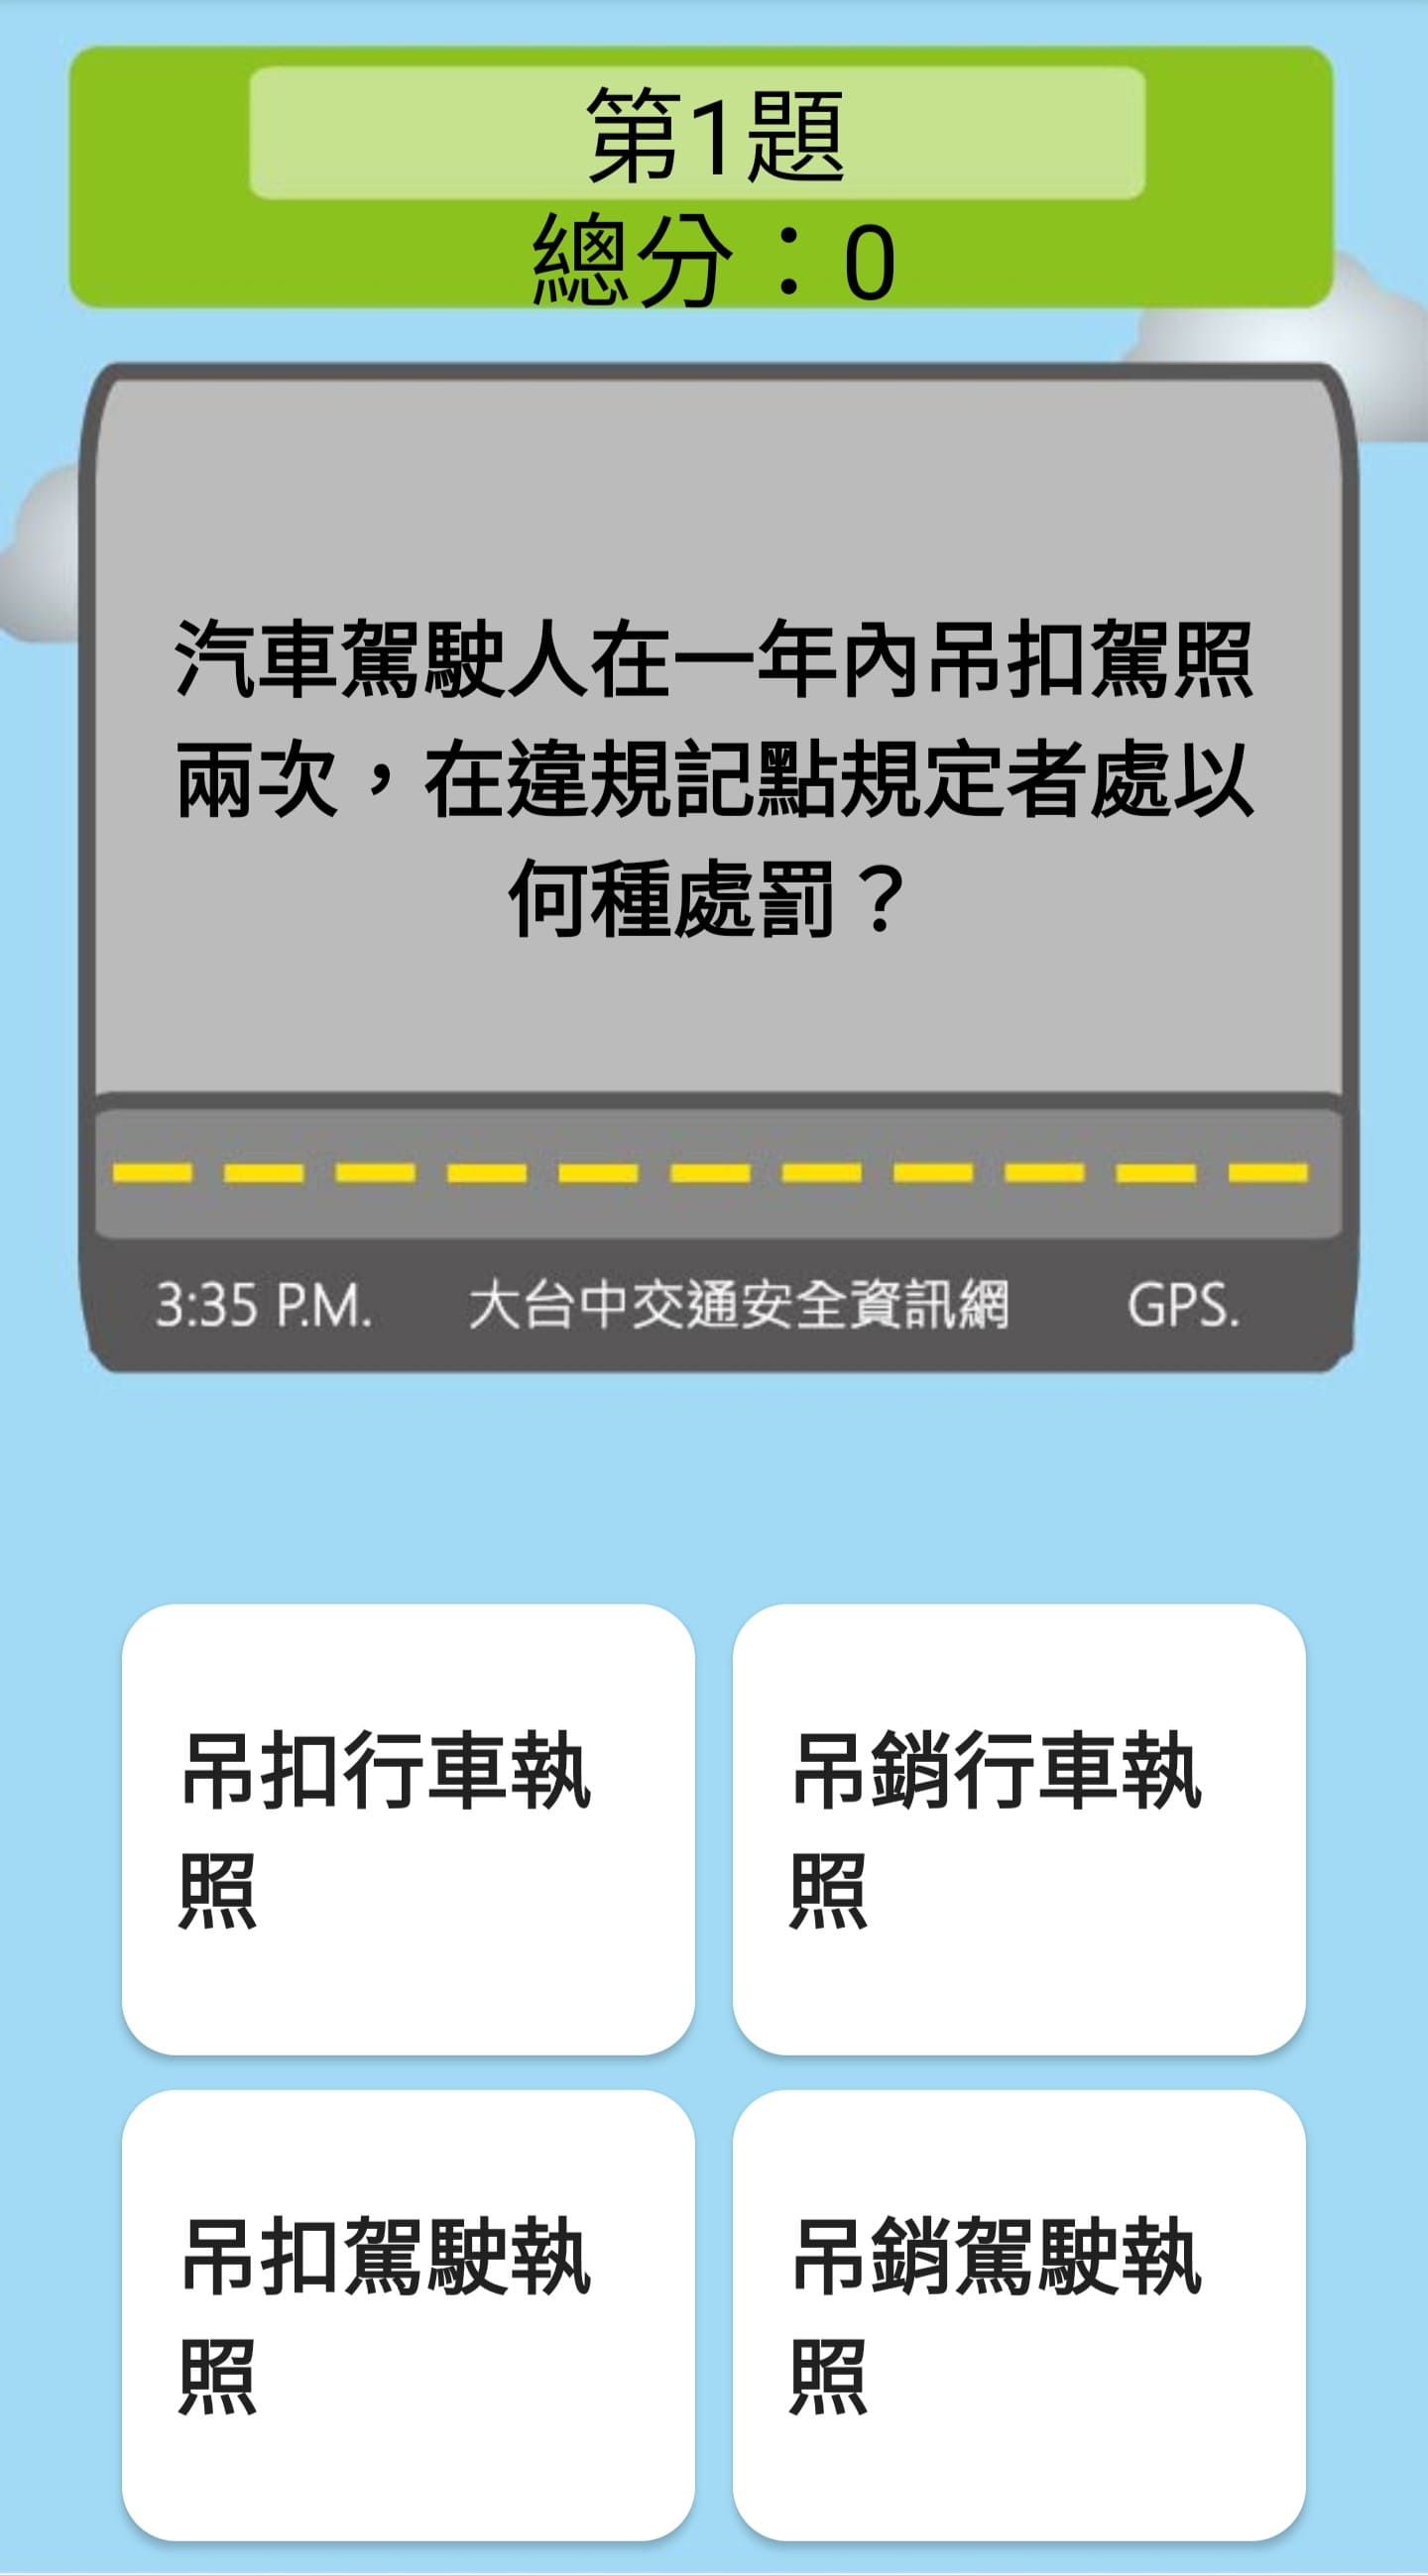 第1題
總分：0
汽車駕駛人在一年內吊扣駕照
兩次，在違規記點規定者處以
何種處罰？
3:35 P.M. 大台中交通安全資訊網 GPS.
吊扣行車執
照
吊銷行車執
照
吊扣駕駛執
照
吊銷駕駛執
照